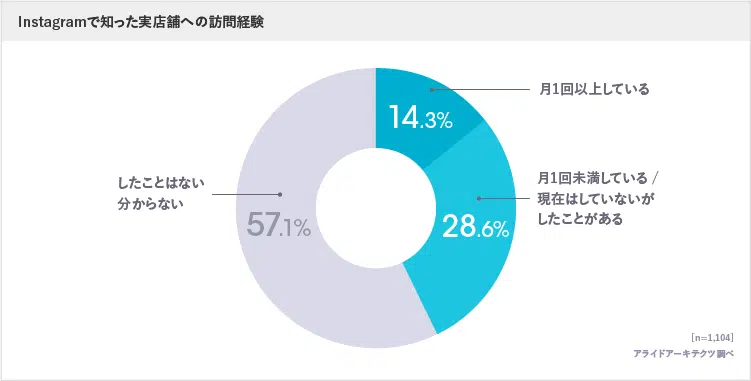 Instagramで知った実店舗への訪問経験
月1回以上している
14.3%
月1回未満している /
現在はしていないが
したことがある
28.6%
したことはない
分からない
57.1%
[n=1,104]
アライドアーキテクツ調べ